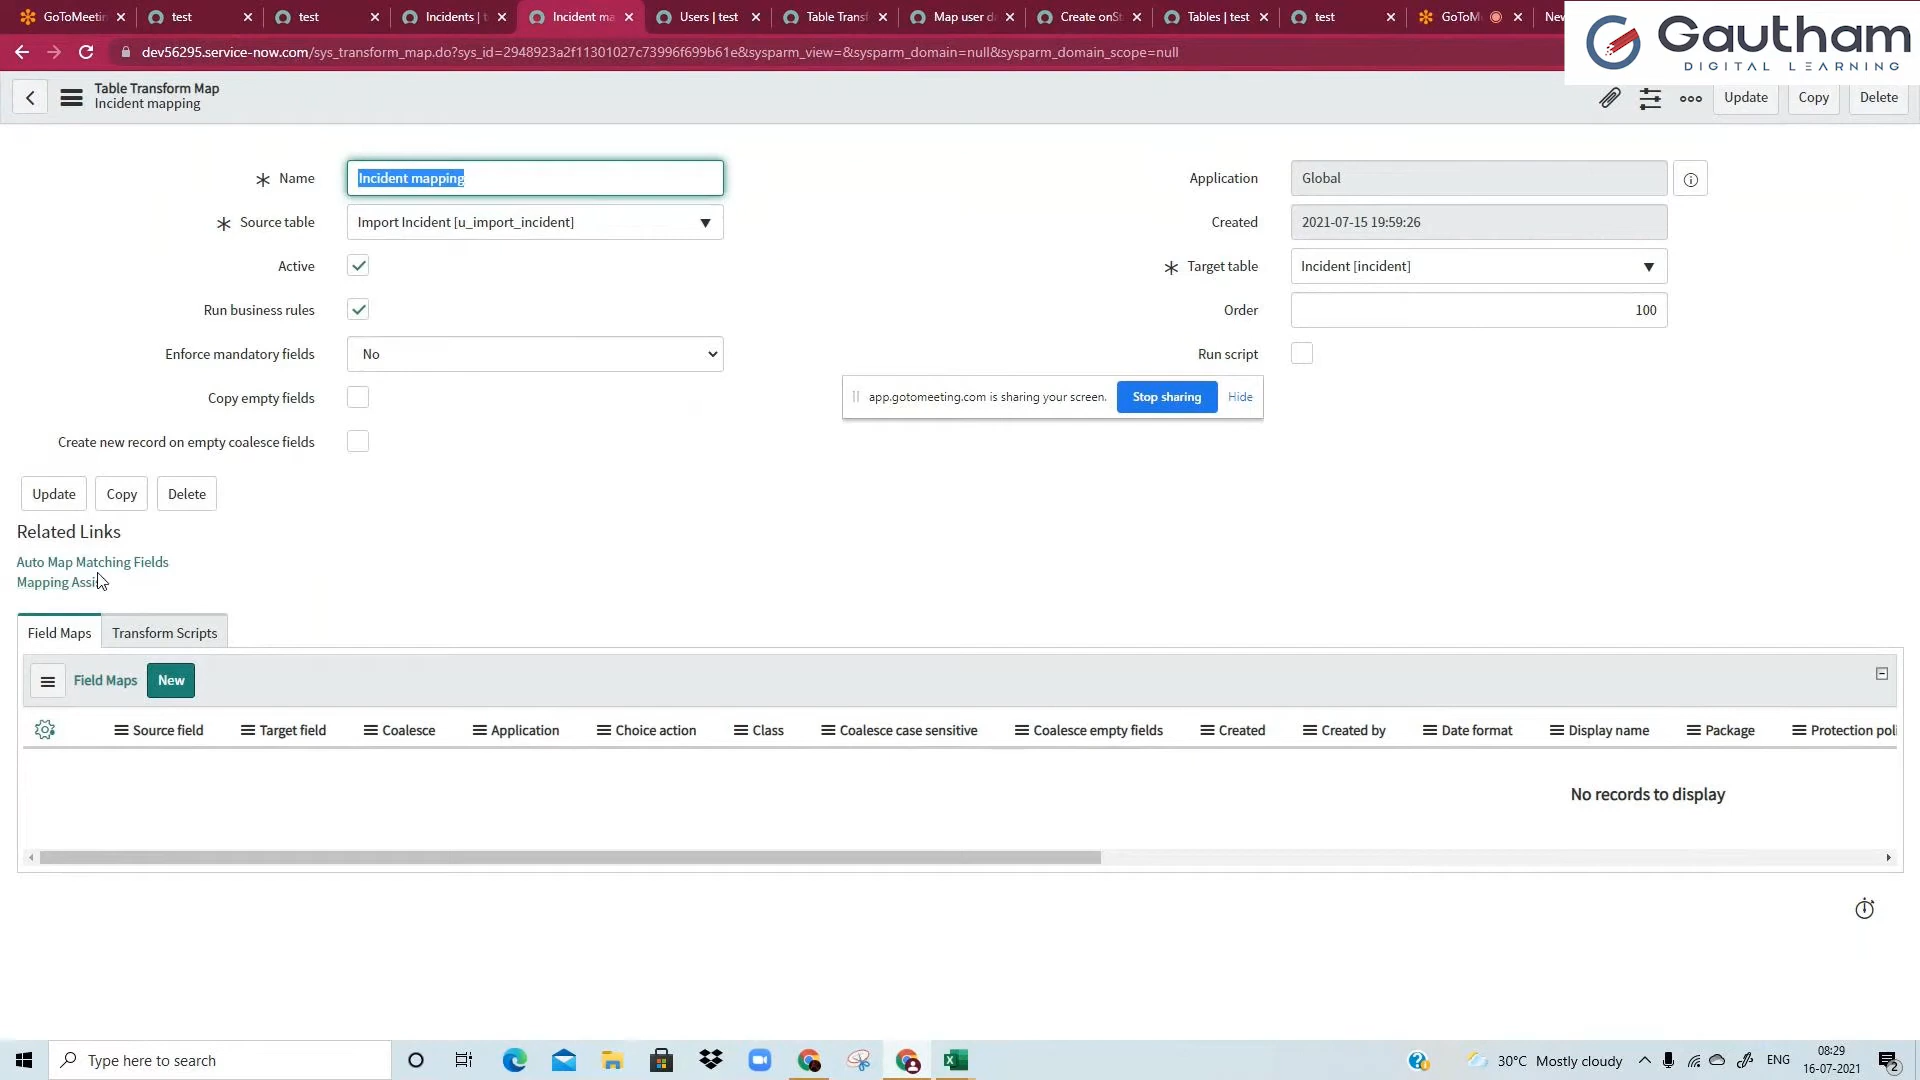 GoToMeetin
test
test
Incidents | t
Incident ma
Users | test
Table Transf
Map user d
Create onSt
Tables | test
test
GoToM
New
Gautham
DIGITAL LEARNING
dev56295.service-now.com/sys_transform_map.do?sys_id=2948923a2f11301027c73996f699b61e&sysparm_view=&sysparm_domain=null&sysparm_domain_scope=null
Table Transform Map
Incident mapping
Update
Copy
Delete
Name
Incident mapping
Application
Global
Source table
Import Incident [u_import_incident]
Created
2021-07-15 19:59:26
Active
Target table
Incident [incident]
Run business rules
Order
100
Enforce mandatory fields
No
Run script
Copy empty fields
app.gotomeeting.com is sharing your screen.
Stop sharing
Hide
Create new record on empty coalesce fields
Update
Copy
Delete
Related Links
Auto Map Matching Fields
Mapping Assi
Field Maps
Transform Scripts
Field Maps
New
Source field
Target field
Coalesce
Application
Choice action
Class
Coalesce case sensitive
Coalesce empty fields
Created
Created by
Date format
Display name
Package
Protection poli
No records to display
Type here to search
30°C Mostly cloudy
ENG
08:29
16-07-2021
2